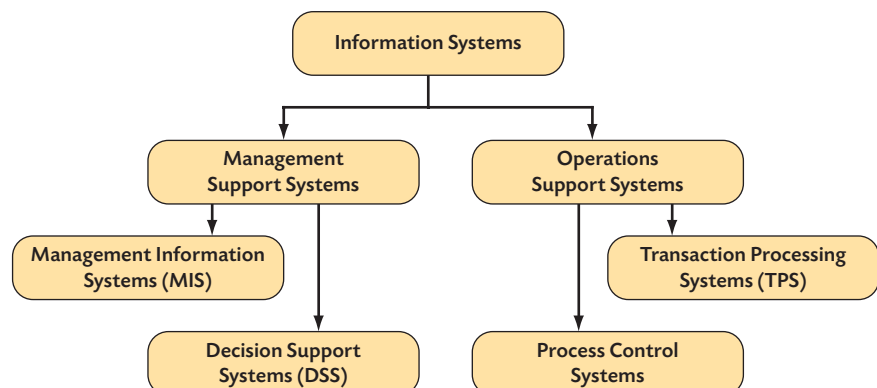 Information Systems
Management
Support Systems
Operations
Support Systems
Management Information
Systems (MIS)
Transaction Processing
Systems (TPS)
Decision Support
Systems (DSS)
Process Control
Systems